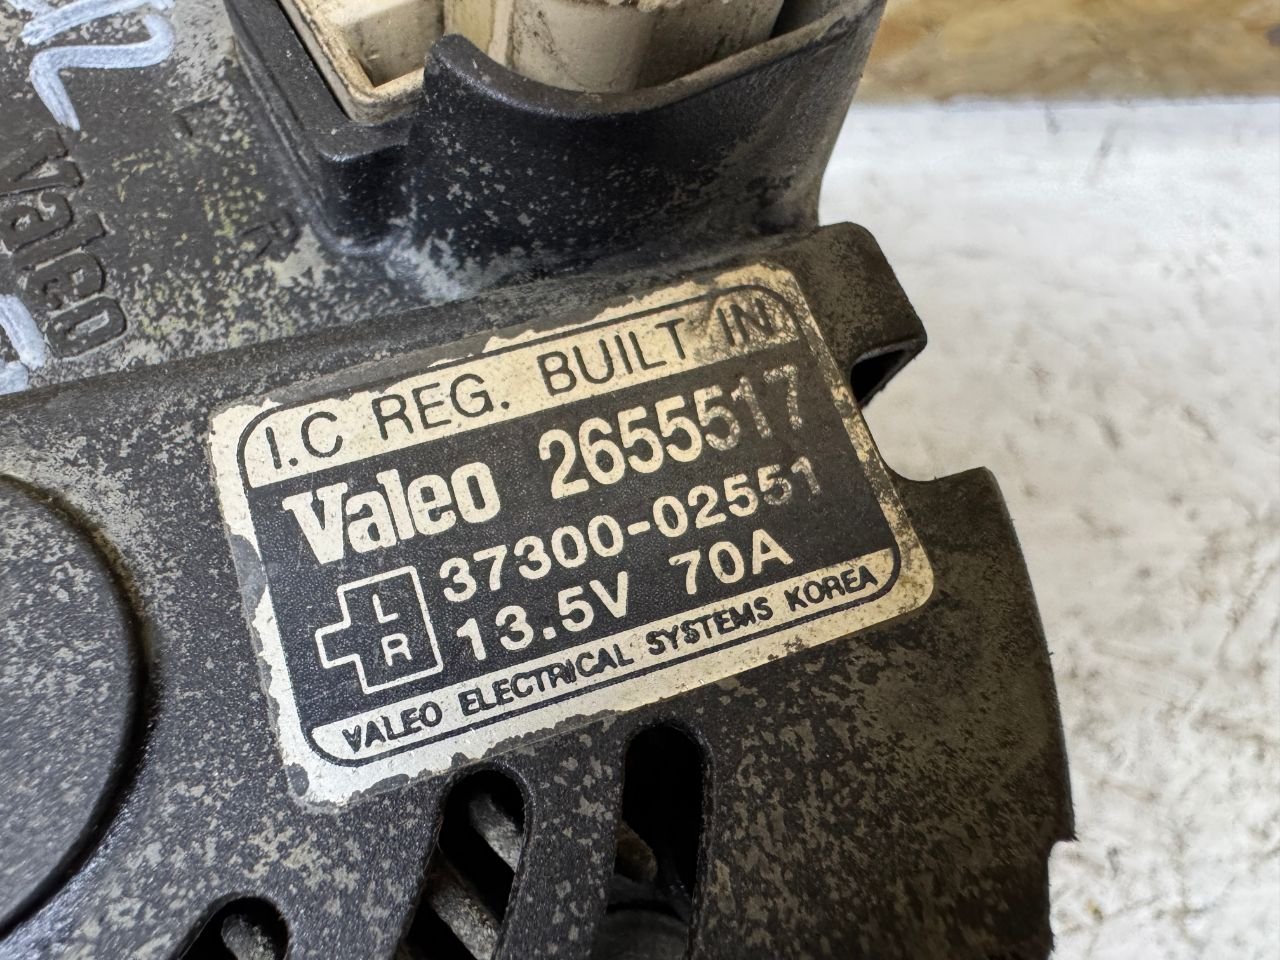 Valeo
L
R
I.C REG. BUILT IN
Valeo 2655517
37300-02551
L
R
13.5V 70A
VALEO ELECTRICAL SYSTEMS KOREA